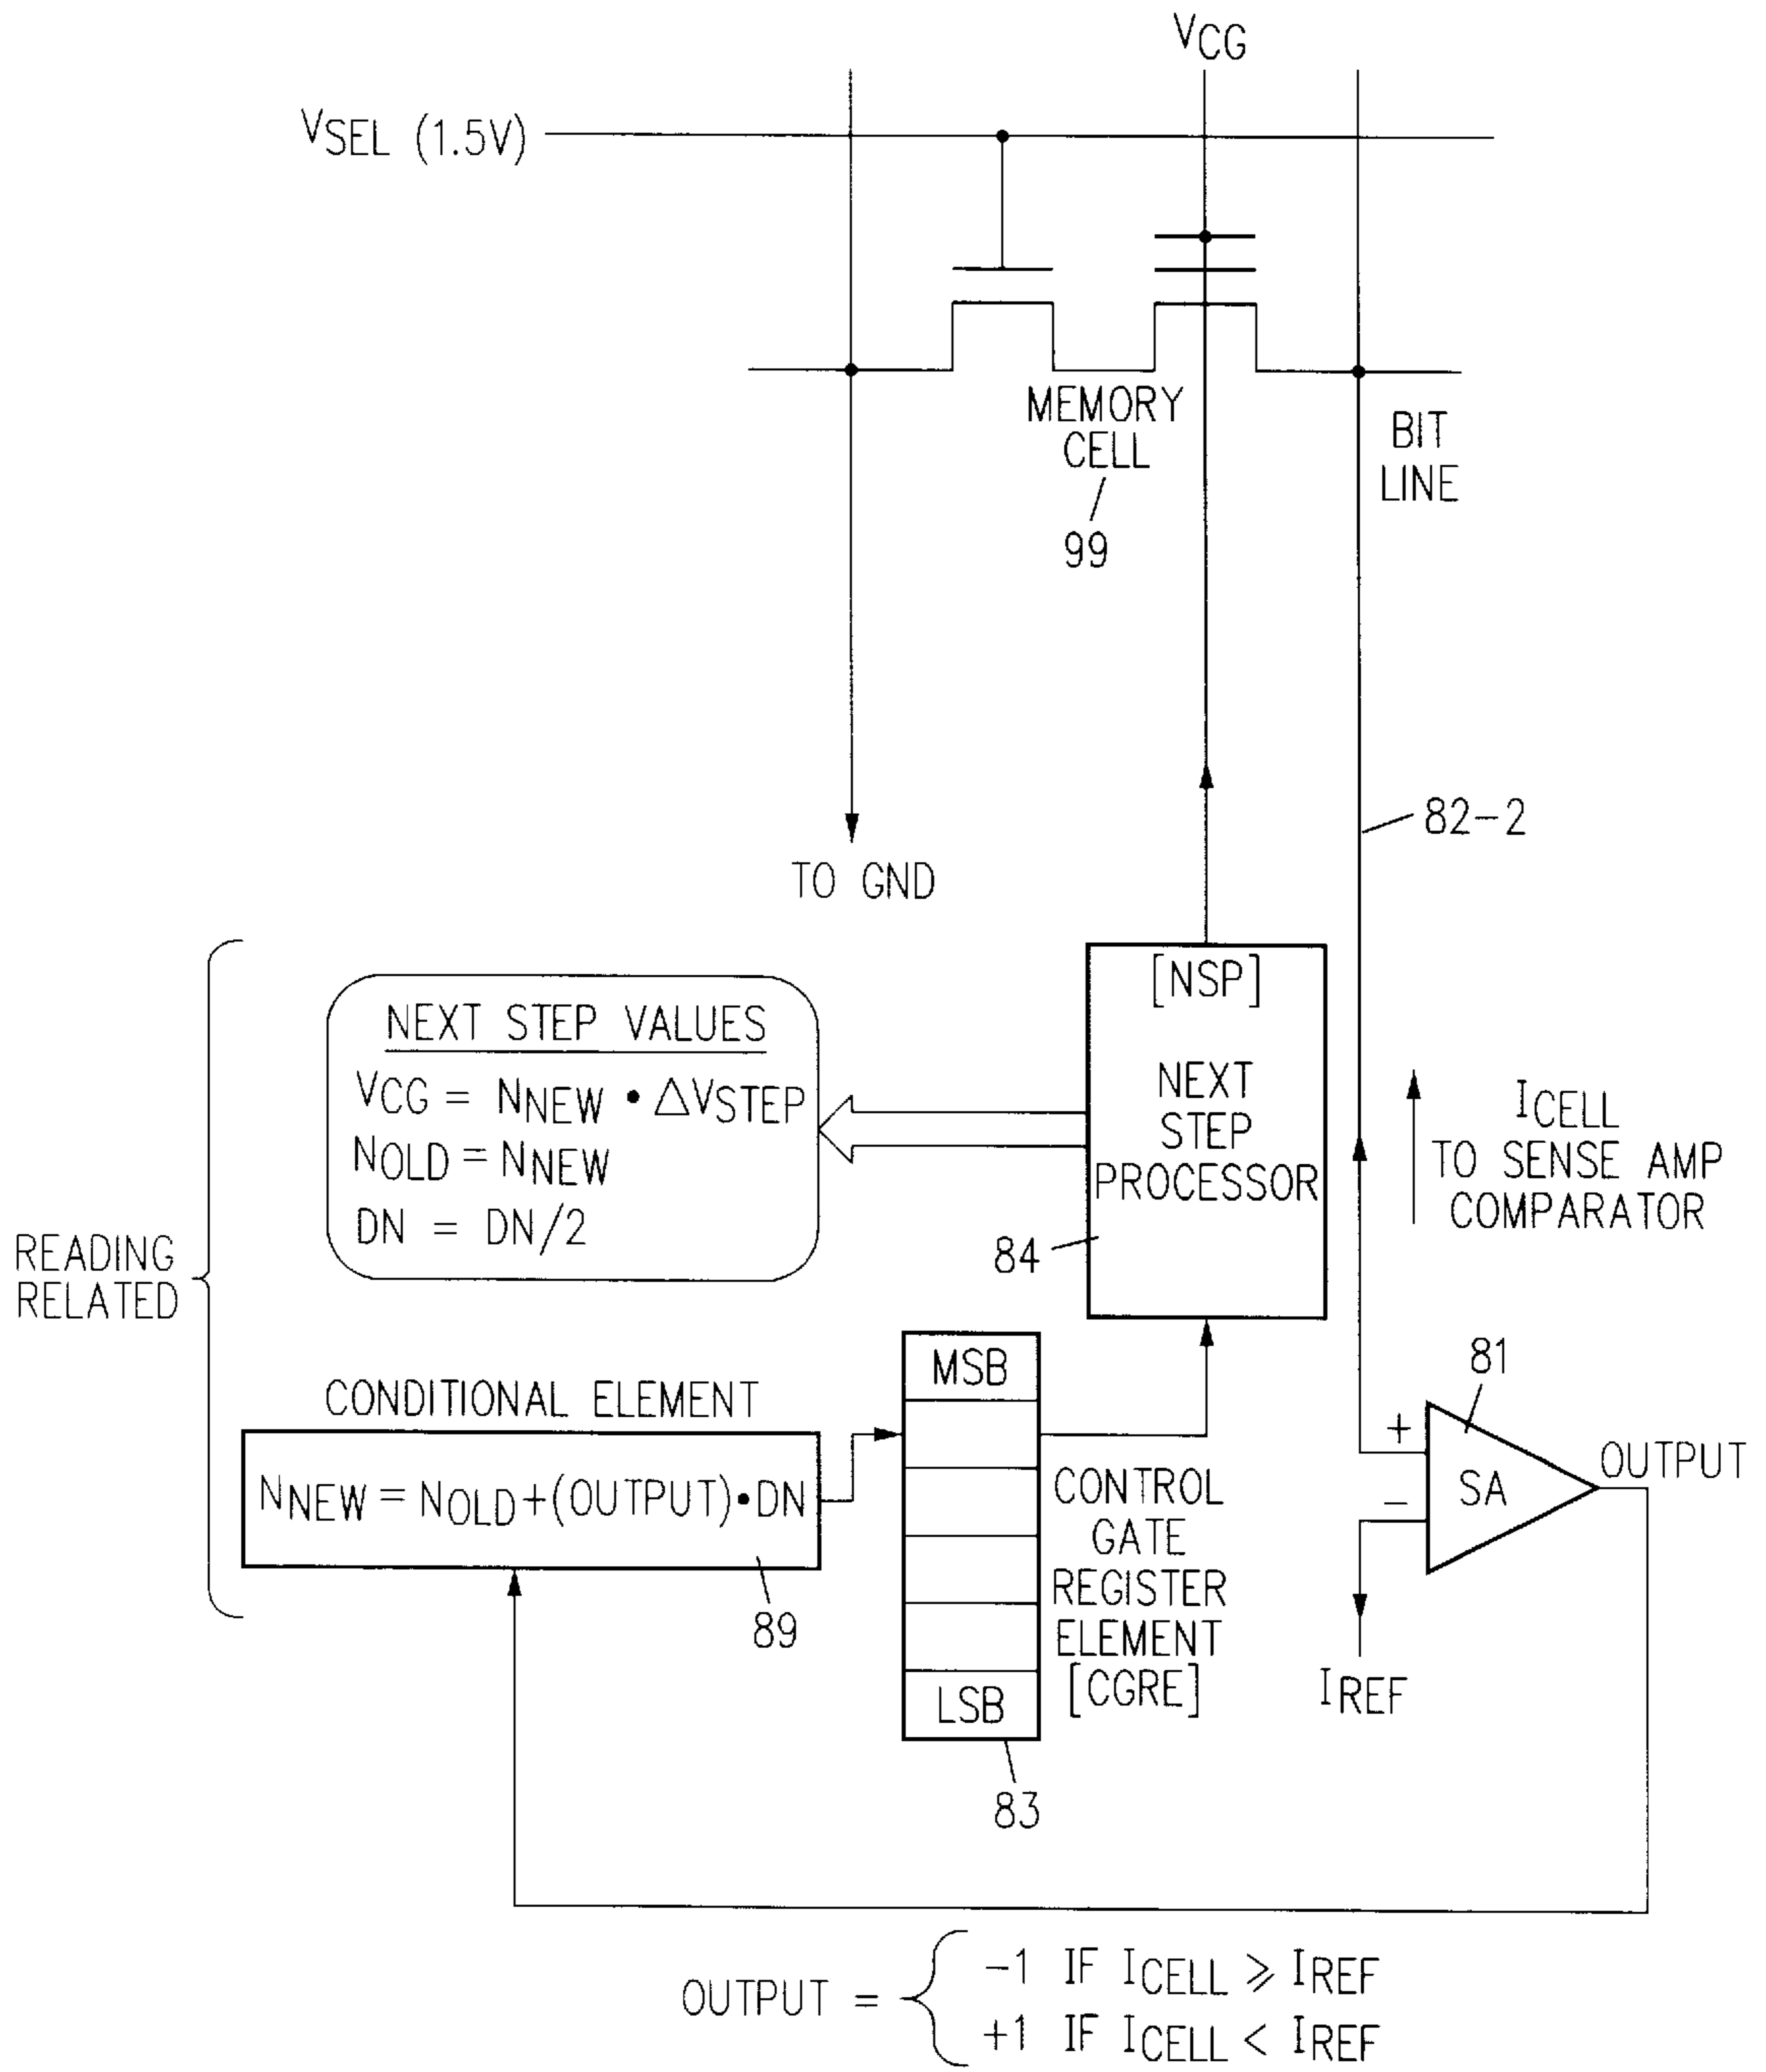 VCG
VSEL (1.5V)
MEMORY
CELL
99
BIT
LINE
82-2
TO GND
[NSP]
NEXT
STEP
PROCESSOR
84
NEXT STEP VALUES
VCG = NNEW • ΔVSTEP
NOLD = NNEW
DN = DN/2
ICELL
TO SENSE AMP
COMPARATOR
READING
RELATED
CONDITIONAL ELEMENT
NNEW = NOLD+(OUTPUT)•DN
89
MSB
LSB
83
CONTROL
GATE
REGISTER
ELEMENT
[CGRE]
81
+
−
SA
OUTPUT
IREF
OUTPUT = { −1 IF ICELL ⩾ IREF
+1 IF ICELL < IREF